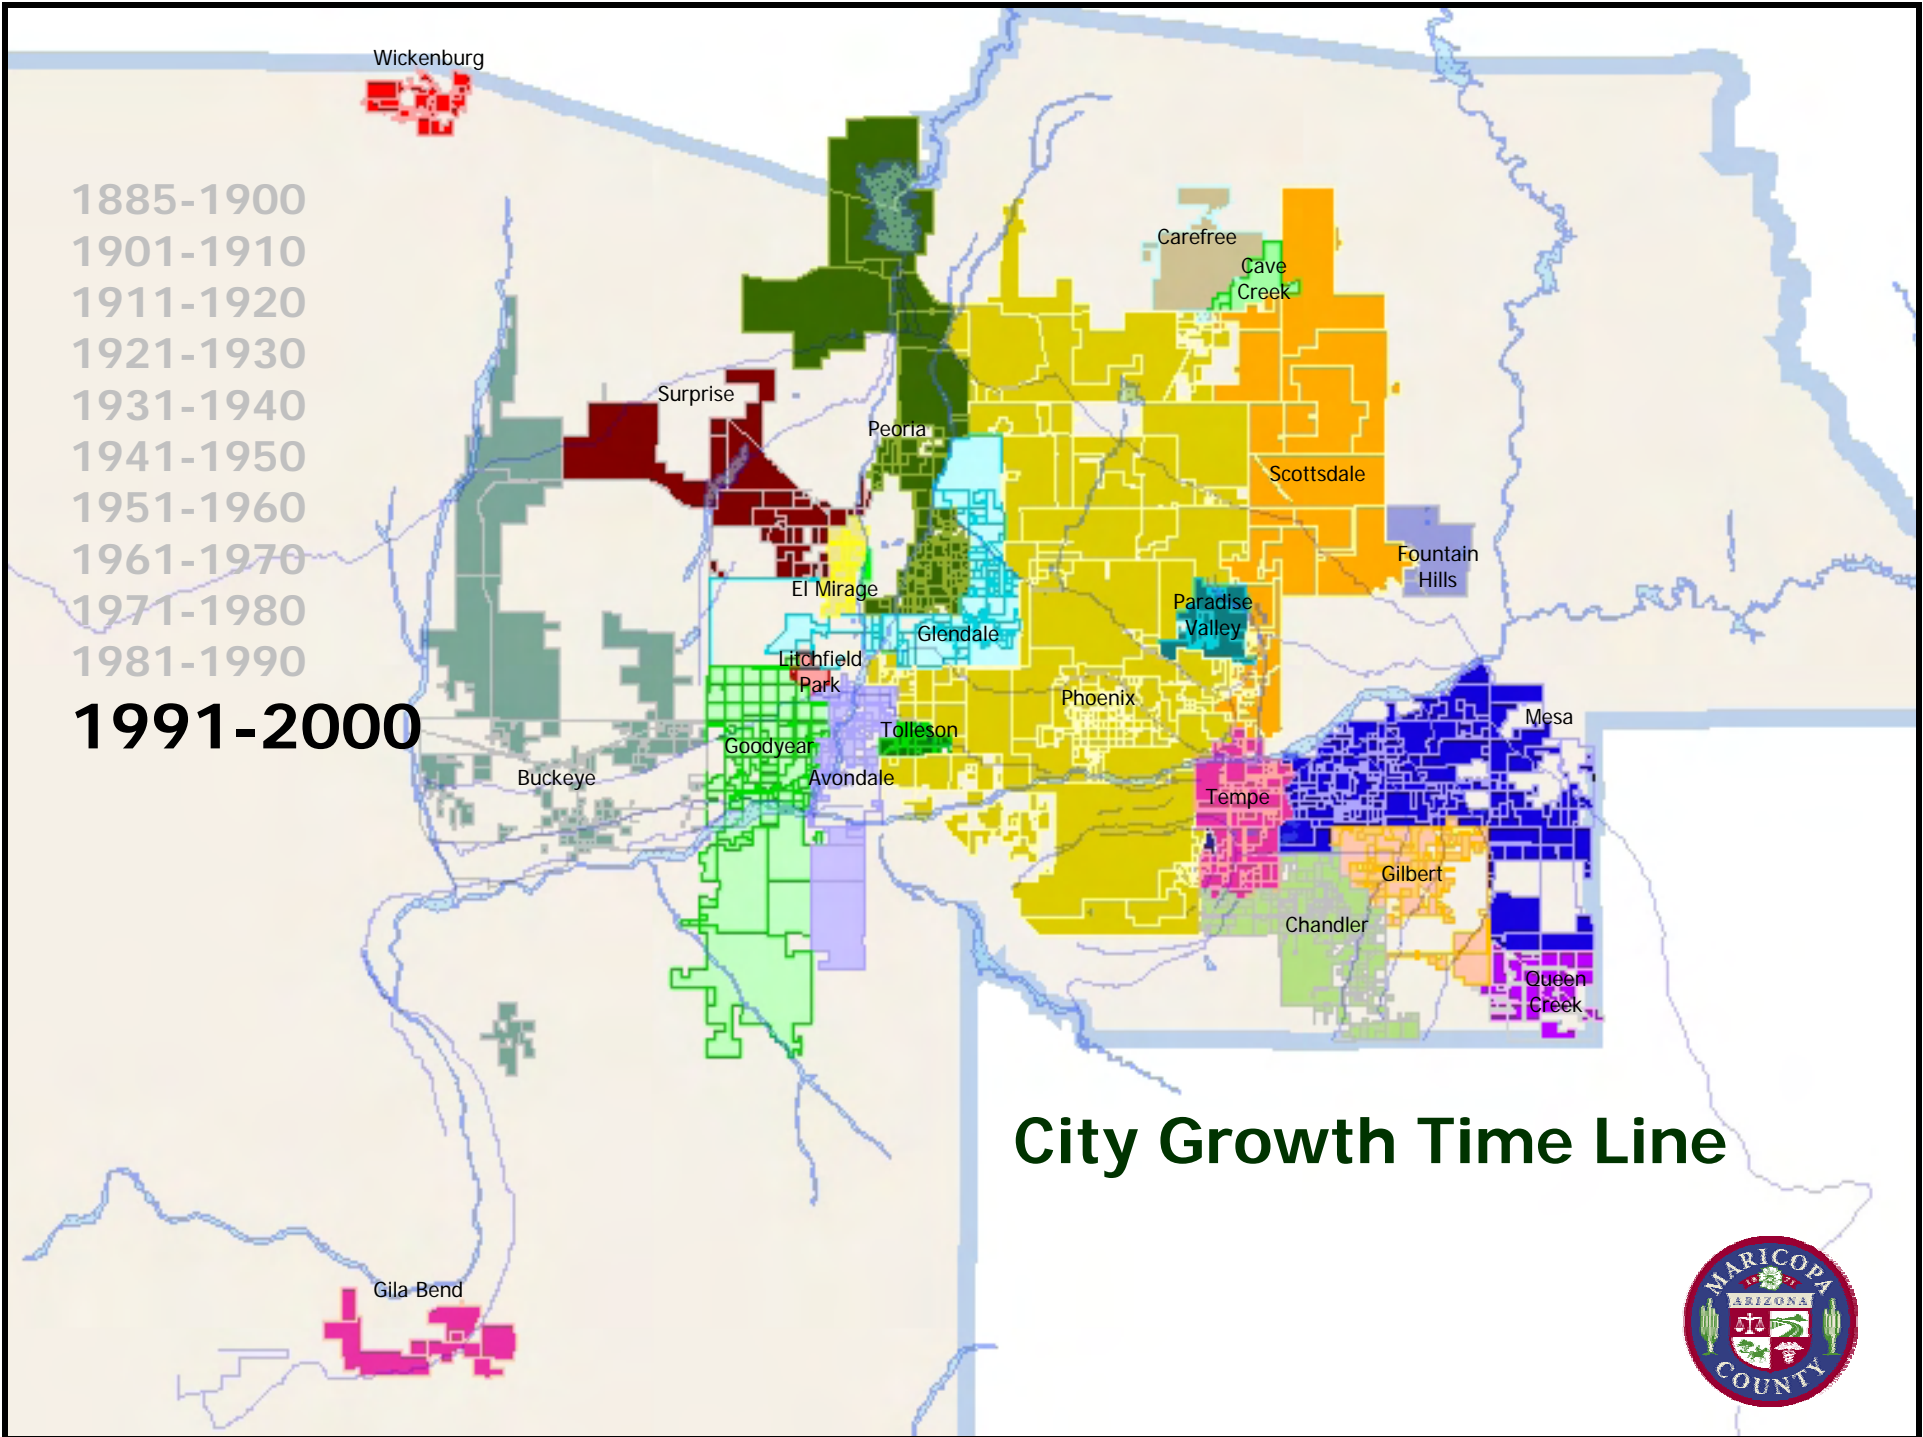 Wickenburg
1885-1900
1901-1910
1911-1920
1921-1930
1931-1940
1941-1950
1951-1960
1961-1970
1971-1980
1981-1990
1991-2000
Carefree
Cave
Creek
Surprise
Peoria
Scottsdale
Fountain
Hills
El Mirage
Paradise
Valley
Glendale
Litchfield
Park
Phoenix
Mesa
Tolleson
Goodyear
Buckeye
Avondale
Tempe
Gilbert
Chandler
Queen
Creek
City Growth Time Line
Gila Bend
MARICOPA
1871
ARIZONA
COUNTY